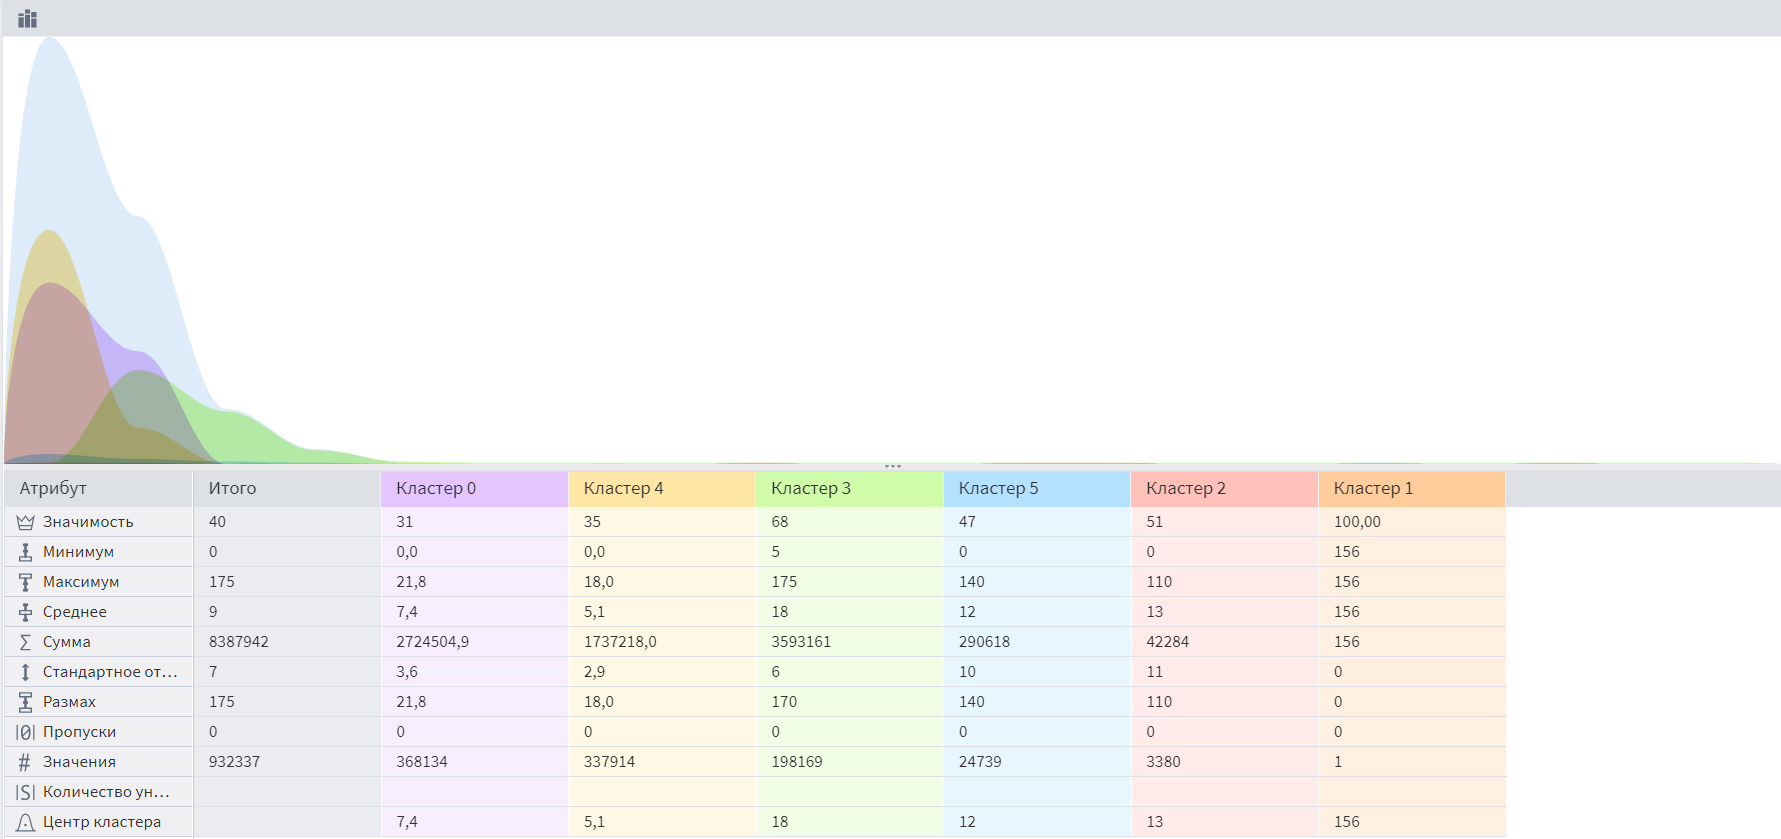 Атрибут Итого Кластер 0 Кластер 4 Кластер 3 Кластер 5 Кластер 2 Кластер 1
Значимость 40 31 35 68 47 51 100,00
Минимум 0 0,0 0,0 5 0 0 156
Максимум 175 21,8 18,0 175 140 110 156
Среднее 9 7,4 5,1 18 12 13 156
Сумма 8387942 2724504,9 1737218,0 3593161 290618 42284 156
Стандартное от... 7 3,6 2,9 6 10 11 0
Размах 175 21,8 18,0 170 140 110 0
Пропуски 0 0 0 0 0 0 0
Значения 932337 368134 337914 198169 24739 3380 1
Количество ун...
Центр кластера 7,4 5,1 18 12 13 156